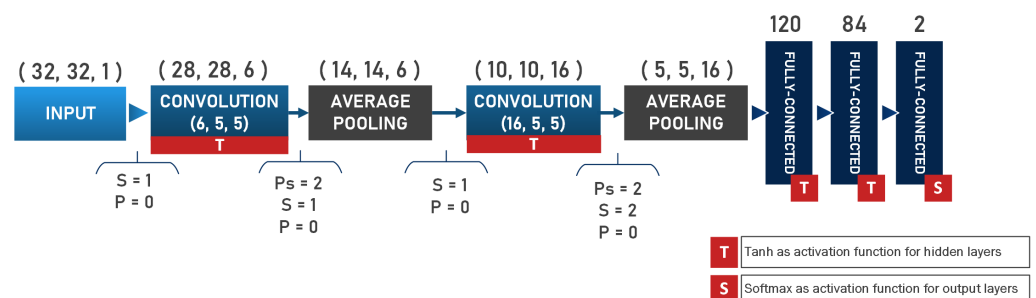 120 84 2
( 32, 32, 1 ) ( 28, 28, 6 ) ( 14, 14, 6 ) ( 10, 10, 16 ) ( 5, 5, 16 )
INPUT
CONVOLUTION
(6, 5, 5)
T
AVERAGE
POOLING
CONVOLUTION
(16, 5, 5)
T
AVERAGE
POOLING
FULLY-CONNECTED
T
FULLY-CONNECTED
T
FULLY-CONNECTED
S
S = 1
P = 0
Ps = 2
S = 1
P = 0
S = 1
P = 0
Ps = 2
S = 2
P = 0
T Tanh as activation function for hidden layers
S Softmax as activation function for output layers